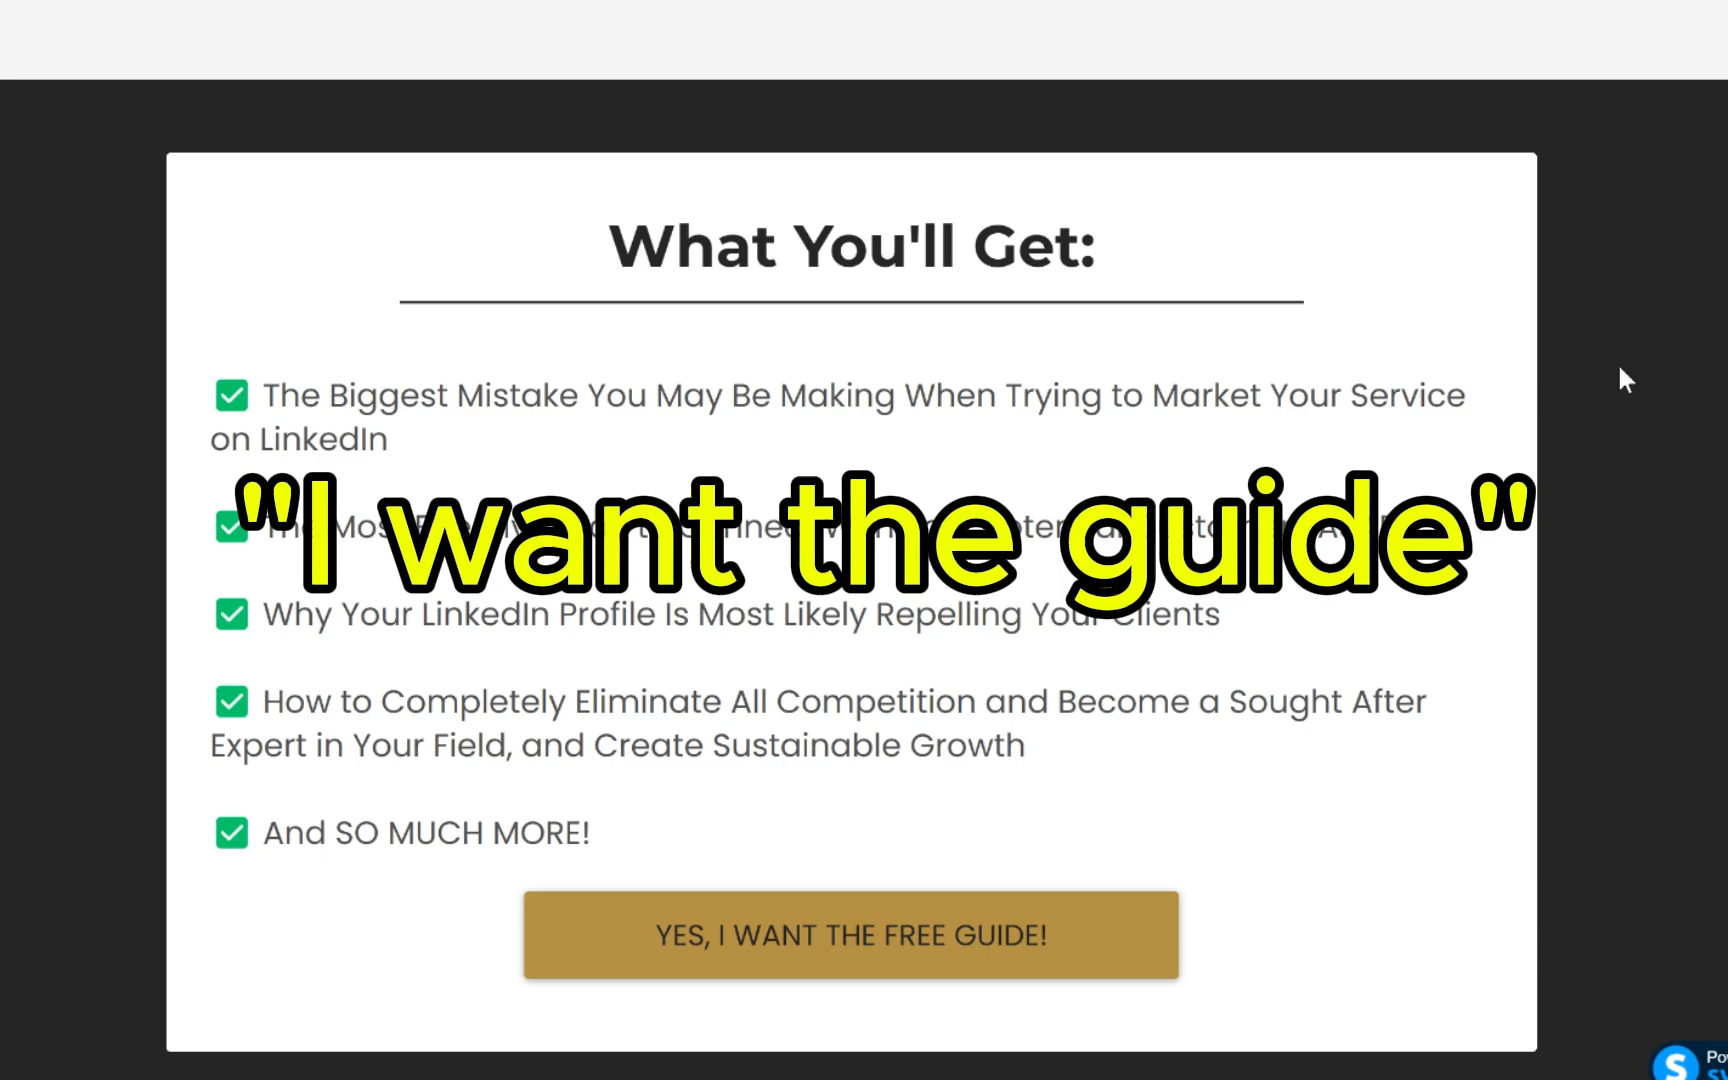 What You'll Get:
The Biggest Mistake You May Be Making When Trying to Market Your Service
on LinkedIn
"I want the guide"
Why Your LinkedIn Profile Is Most Likely Repelling Your Clients
How to Completely Eliminate All Competition and Become a Sought After
Expert in Your Field, and Create Sustainable Growth
And SO MUCH MORE!
YES, I WANT THE FREE GUIDE!
S